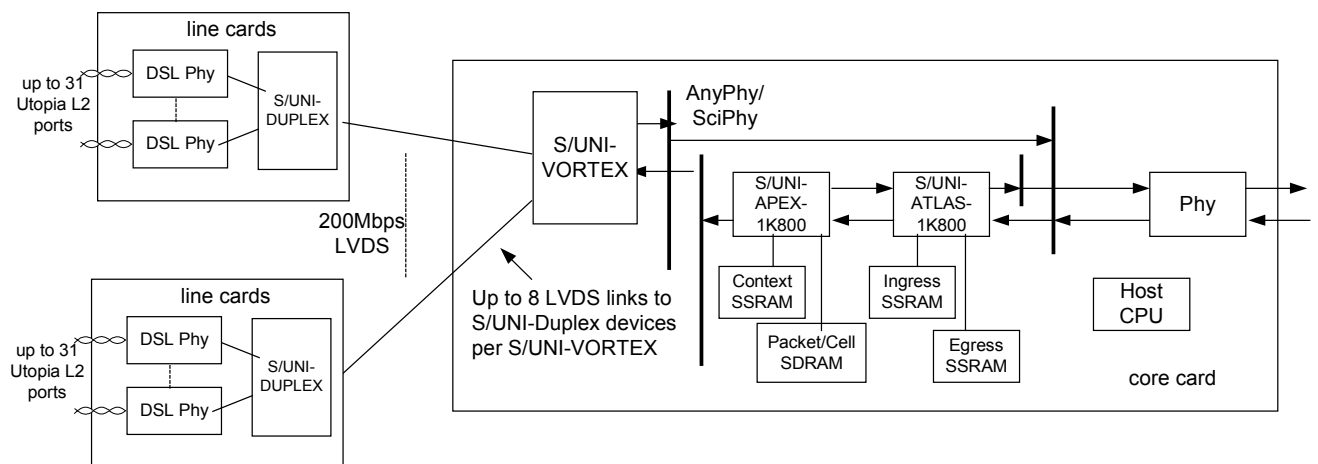 line cards
DSL Phy
DSL Phy
S/UNI-
DUPLEX
up to 31
Utopia L2
ports
200Mbps
LVDS
line cards
DSL Phy
DSL Phy
S/UNI-
DUPLEX
up to 31
Utopia L2
ports
S/UNI-
VORTEX
AnyPhy/
SciPhy
Up to 8 LVDS links to
S/UNI-Duplex devices
per S/UNI-VORTEX
S/UNI-
APEX-
1K800
S/UNI-
ATLAS-
1K800
Phy
Context
SSRAM
Packet/Cell
SDRAM
Ingress
SSRAM
Egress
SSRAM
Host
CPU
core card